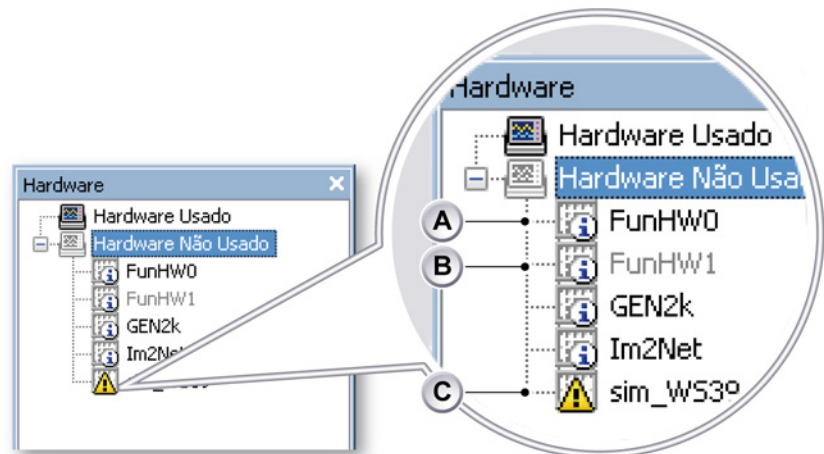 Hardware
Hardware Usado
Hardware Não Usado
FunHW0
FunHW1
GEN2k
Im2Net
Hardware
Hardware Usado
Hardware Não Usa
A
FunHW0
B
FunHW1
GEN2k
Im2Net
C
sim_WS3º